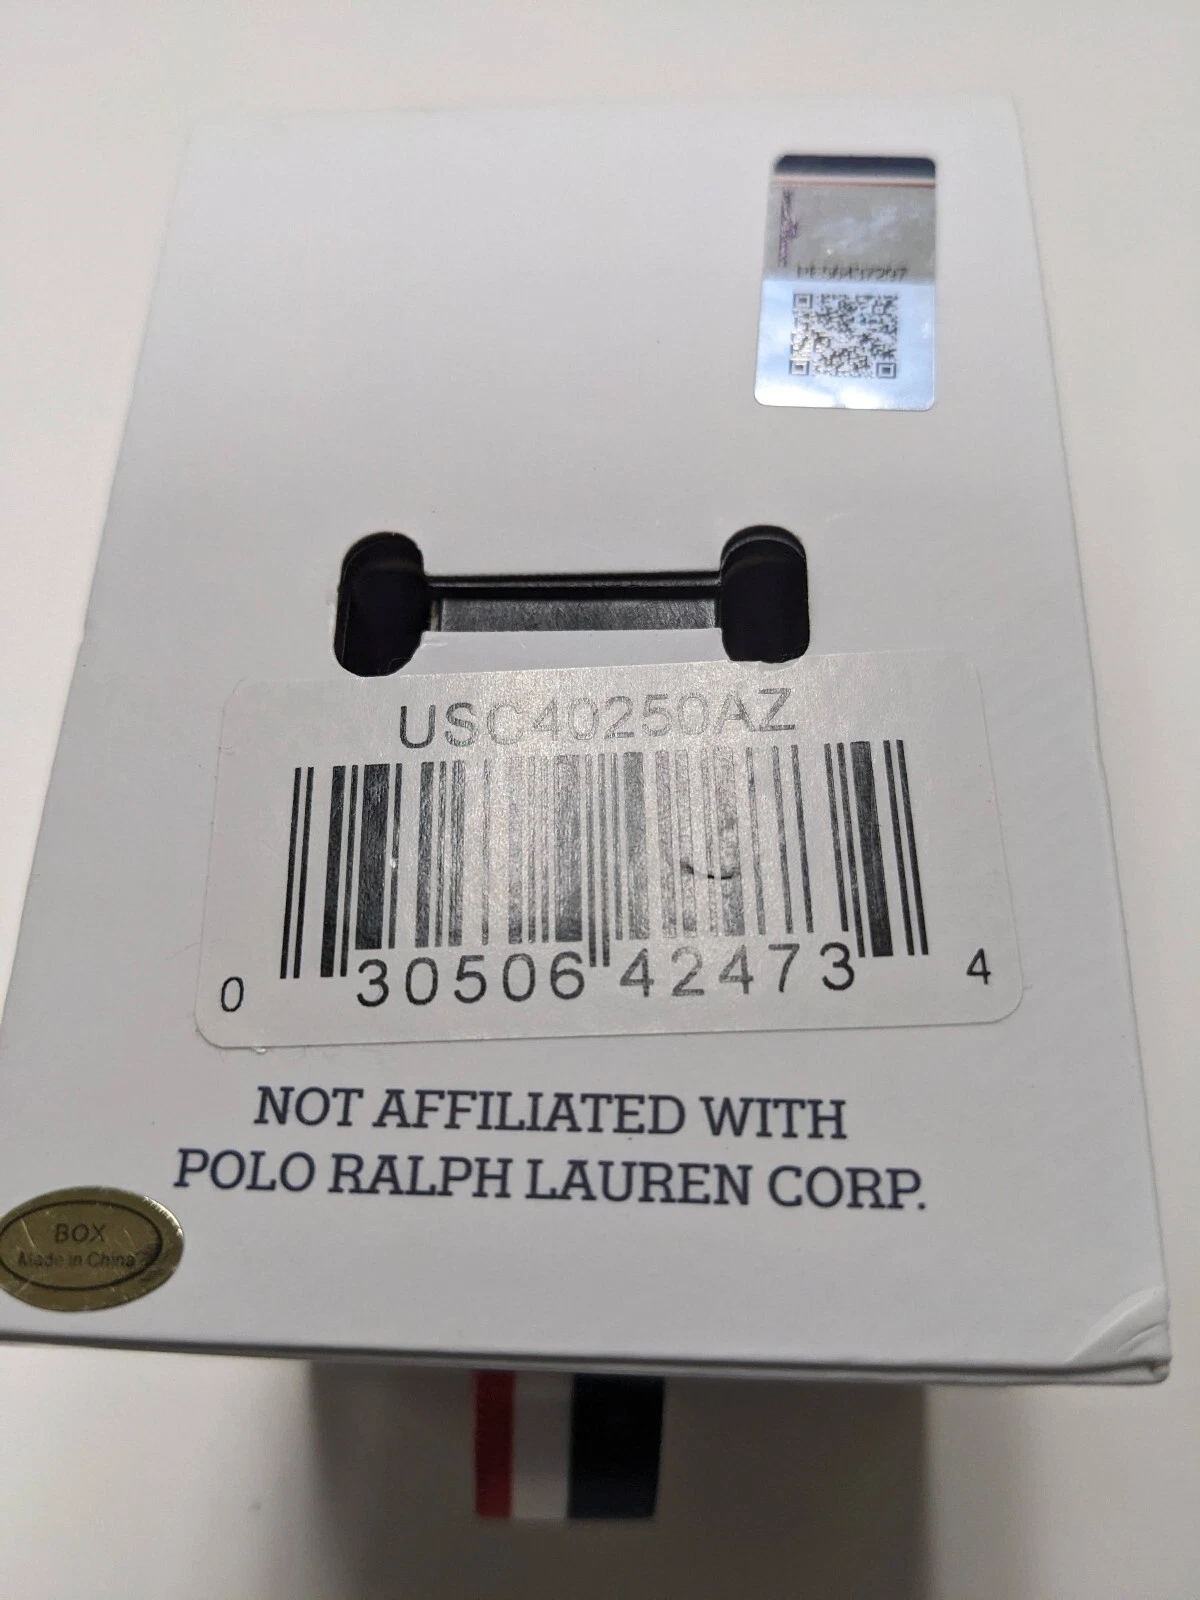 USC40250AZ
0 30506 42473 4
NOT AFFILIATED WITH
POLO RALPH LAUREN CORP.
BOX
Made in China